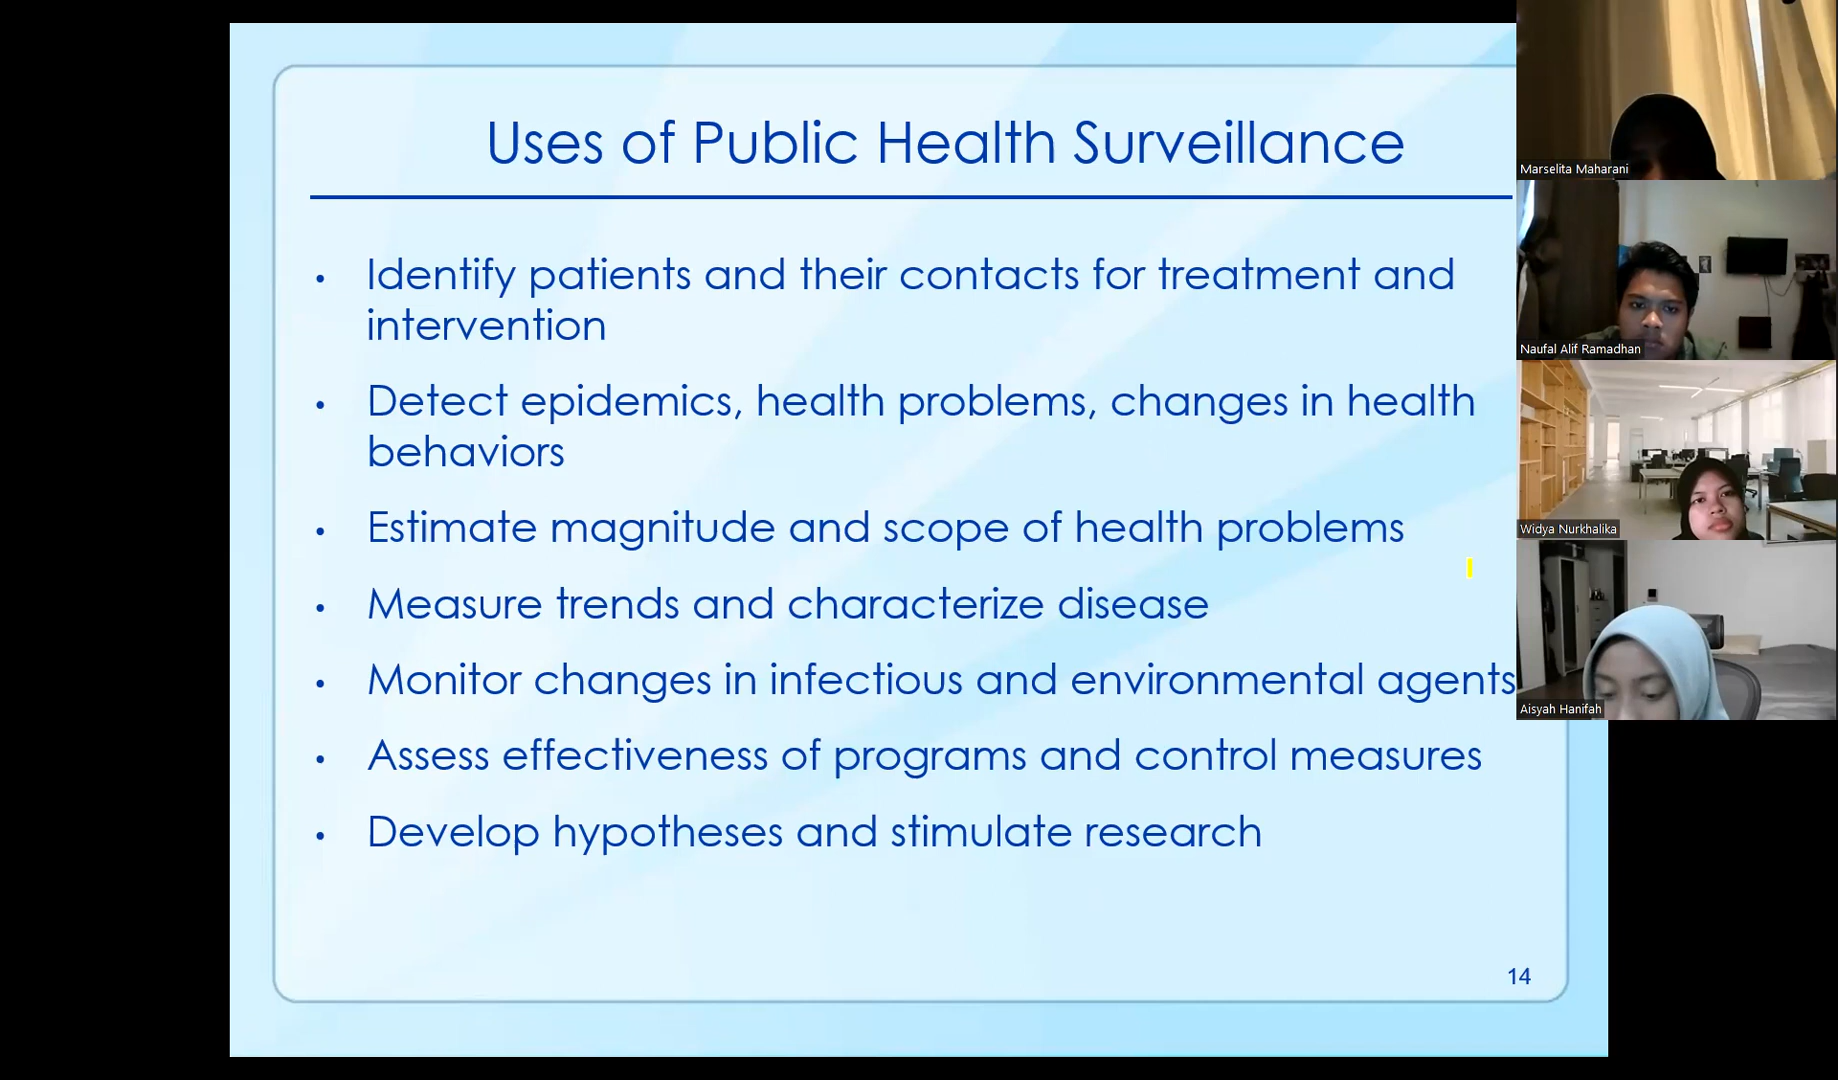 Uses of Public Health Surveillance
• Identify patients and their contacts for treatment and
intervention
• Detect epidemics, health problems, changes in health
behaviors
• Estimate magnitude and scope of health problems
• Measure trends and characterize disease
• Monitor changes in infectious and environmental agents
• Assess effectiveness of programs and control measures
• Develop hypotheses and stimulate research
14
Marselita Maharani
Naufal Alif Ramadhan
Widya Nurkhalika
Aisyah Hanifah